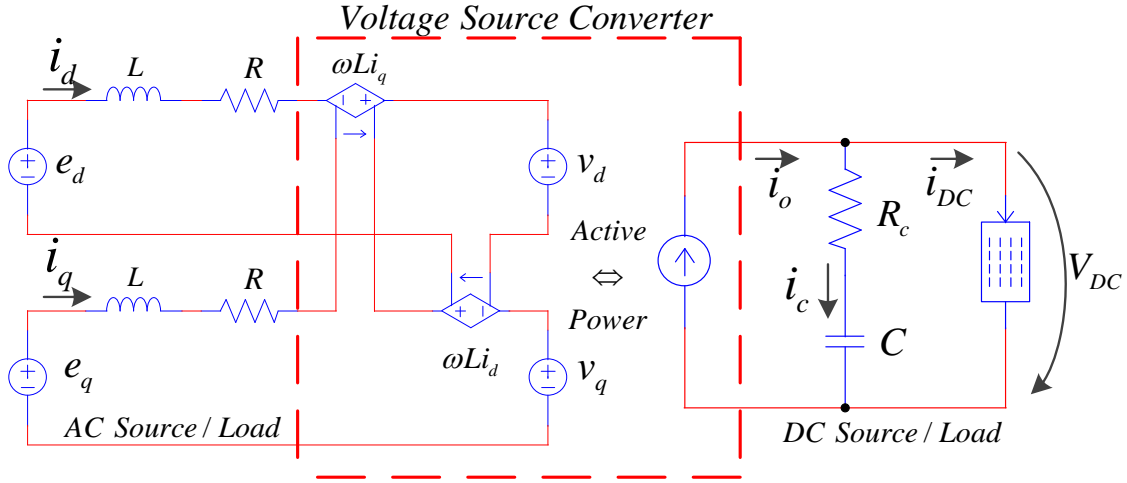 Voltage Source Converter
i_d
L
R
ωLi_q
e_d
v_d
i_o
i_DC
R_c
Active
⇔
Power
V_DC
i_q
L
R
i_c
C
ωLi_d
e_q
v_q
AC Source / Load
DC Source / Load